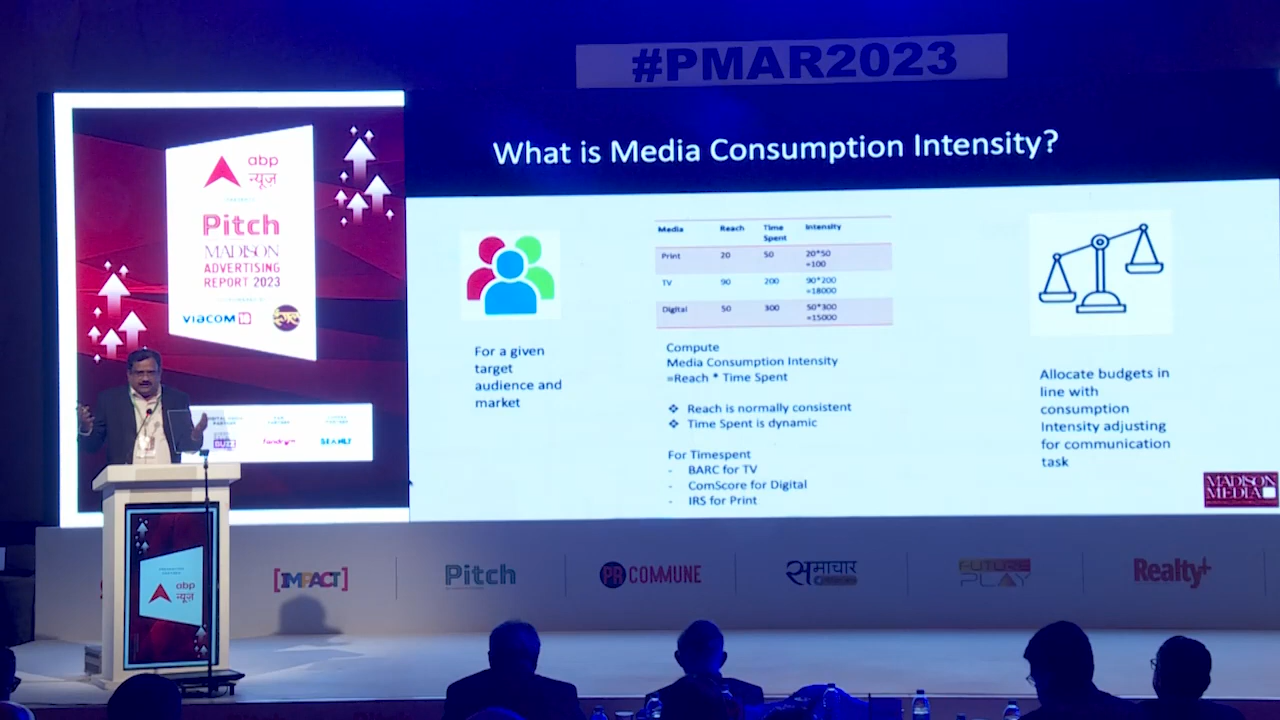 #PMAR2023
abp
न्यूज़
Pitch
MADISON
ADVERTISING
REPORT 2023
VIACOM18
BUZZ
What is Media Consumption Intensity?
For a given
target
audience and
market
Media Reach Time Spent Intensity
Print 20 50 20*50
=100
TV 90 200 90*200
=18000
Digital 50 300 50*300
=15000
Compute
Media Consumption Intensity
=Reach * Time Spent
❖ Reach is normally consistent
❖ Time Spent is dynamic
For Timespent
- BARC for TV
- ComScore for Digital
- IRS for Print
Allocate budgets in
line with
consumption
Intensity adjusting
for communication
task
MADISON
MEDIA
abp
न्यूज़
[IMPACT]
Pitch
PR COMMUNE
समाचार
FUTURE
PLAY
Realty+